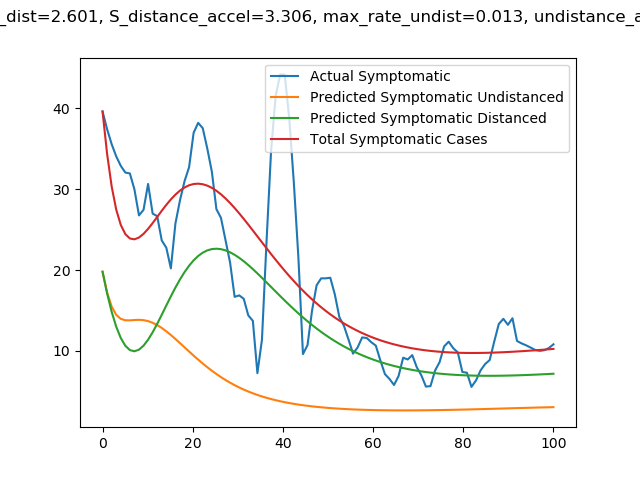 _dist=2.601, S_distance_accel=3.306, max_rate_undist=0.013, undistance_a
Actual Symptomatic
Predicted Symptomatic Undistanced
Predicted Symptomatic Distanced
Total Symptomatic Cases
40
30
20
10
0 20 40 60 80 100